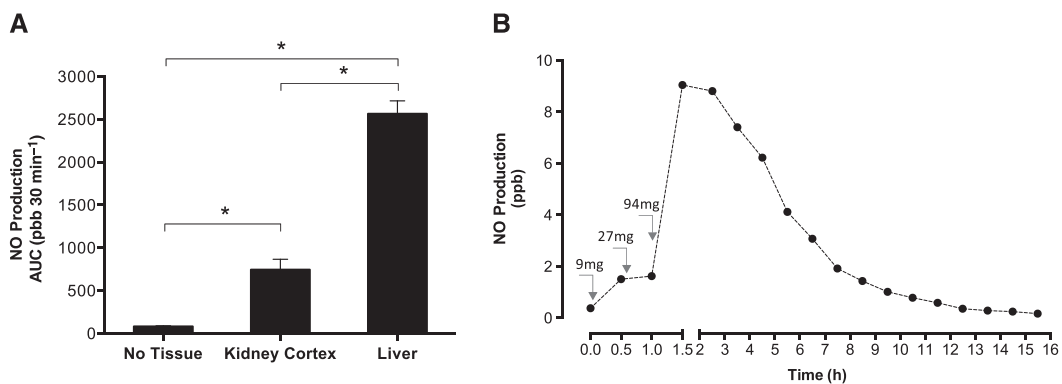 A
NO Production
AUC (pbb 30 min⁻¹)
3000
2500
2000
1500
1000
500
0
*
*
*
No Tissue Kidney Cortex Liver
B
NO Production
(ppb)
10
8
6
4
2
0
94mg
27mg
9mg
0.0 0.5 1.0 1.5 2 3 4 5 6 7 8 9 10 11 12 13 14 15 16
Time (h)